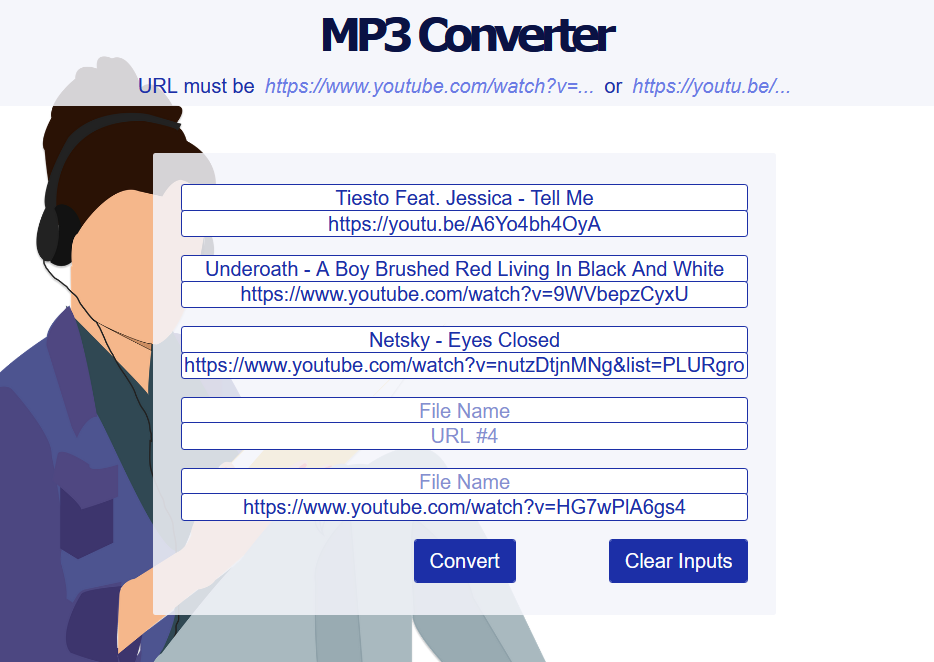 MP3 Converter
URL must be https://www.youtube.com/watch?v=... or https://youtu.be/...
Tiesto Feat. Jessica - Tell Me
https://youtu.be/A6Yo4bh4OyA
Underoath - A Boy Brushed Red Living In Black And White
https://www.youtube.com/watch?v=9WVbepzCyxU
Netsky - Eyes Closed
https://www.youtube.com/watch?v=nutzDtjnMNg&list=PLURgro
File Name
URL #4
File Name
https://www.youtube.com/watch?v=HG7wPlA6gs4
Convert Clear Inputs